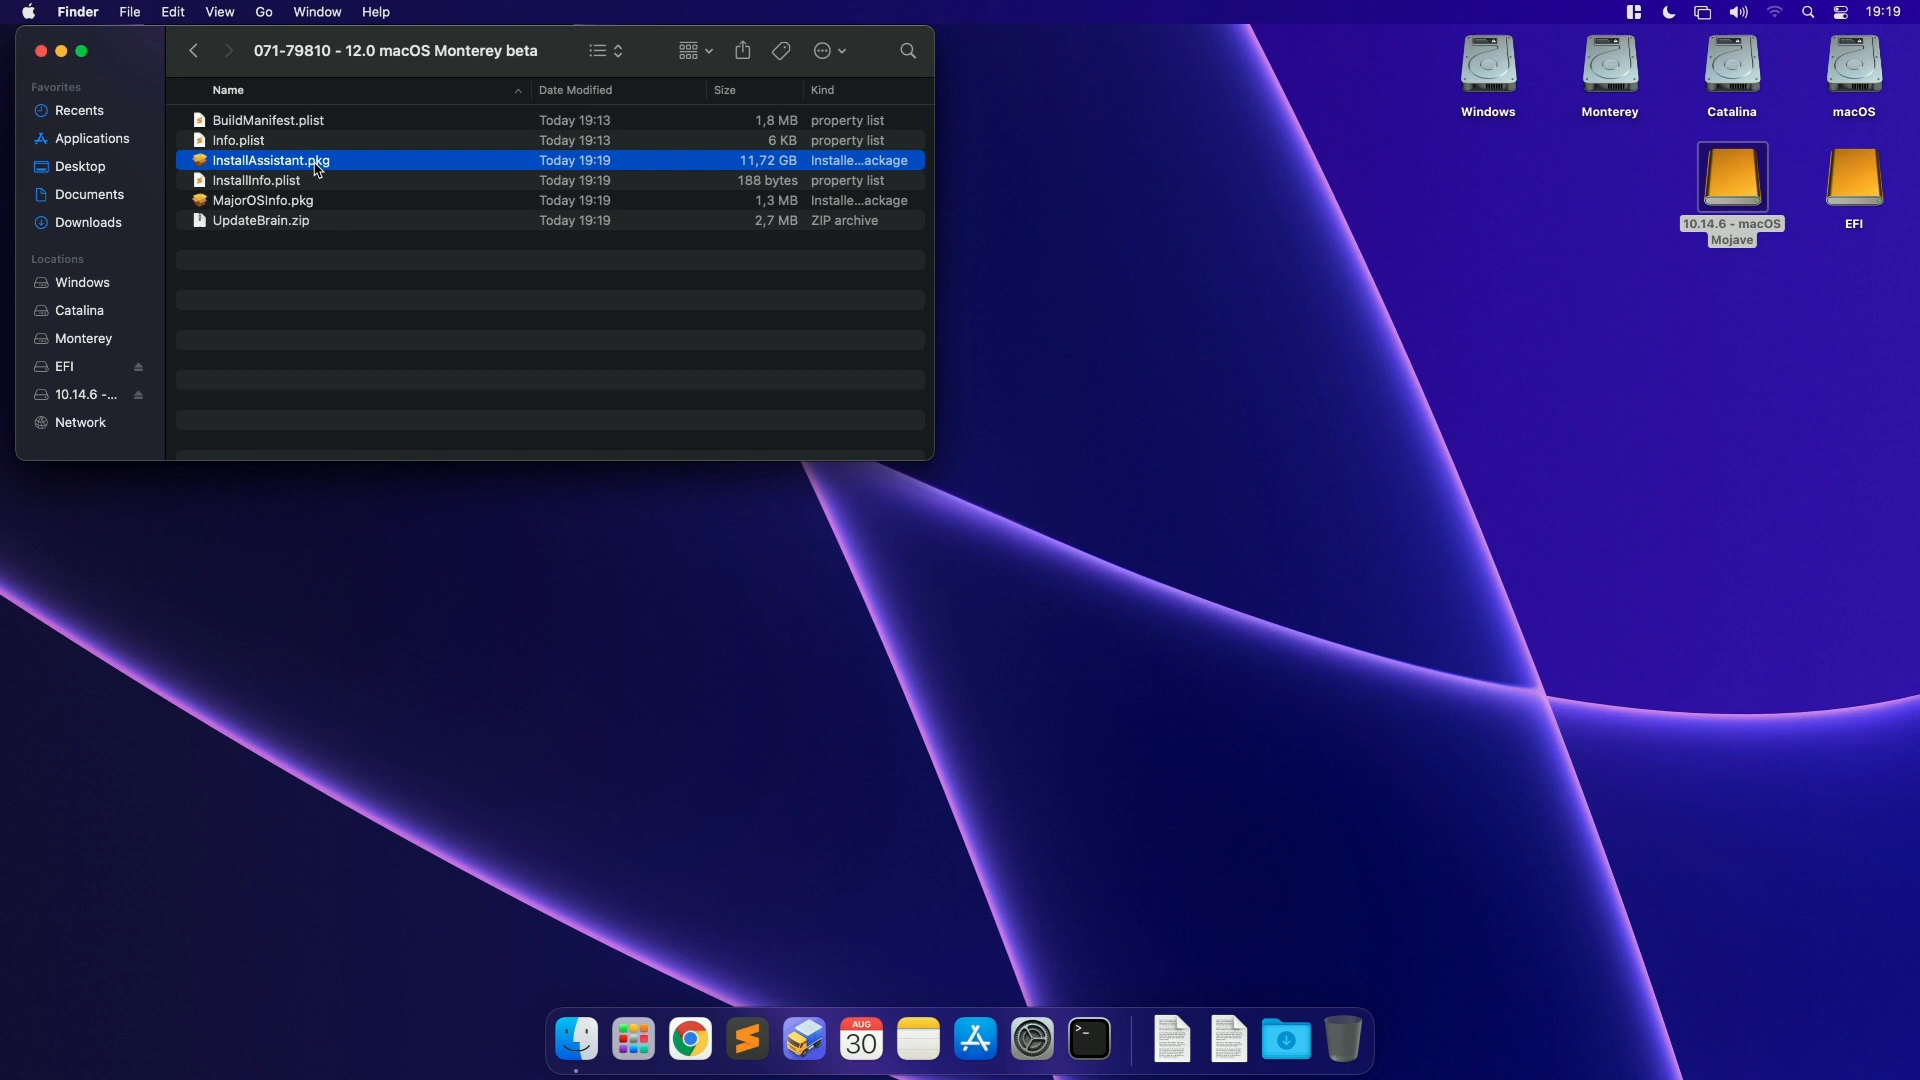 Finder File Edit View Go Window Help 19:19
071-79810 - 12.0 macOS Monterey beta
Favorites
Recents
Applications
Desktop
Documents
Downloads
Locations
Windows
Catalina
Monterey
EFI
10.14.6 -...
Network
Name Date Modified Size Kind
BuildManifest.plist Today 19:13 1,8 MB property list
Info.plist Today 19:13 6 KB property list
InstallAssistant.pkg Today 19:19 11,72 GB Installe...ackage
InstallInfo.plist Today 19:19 188 bytes property list
MajorOSInfo.pkg Today 19:19 1,3 MB Installe...ackage
UpdateBrain.zip Today 19:19 2,7 MB ZIP archive
Windows Monterey Catalina macOS
10.14.6 - macOS
Mojave
EFI
AUG
30